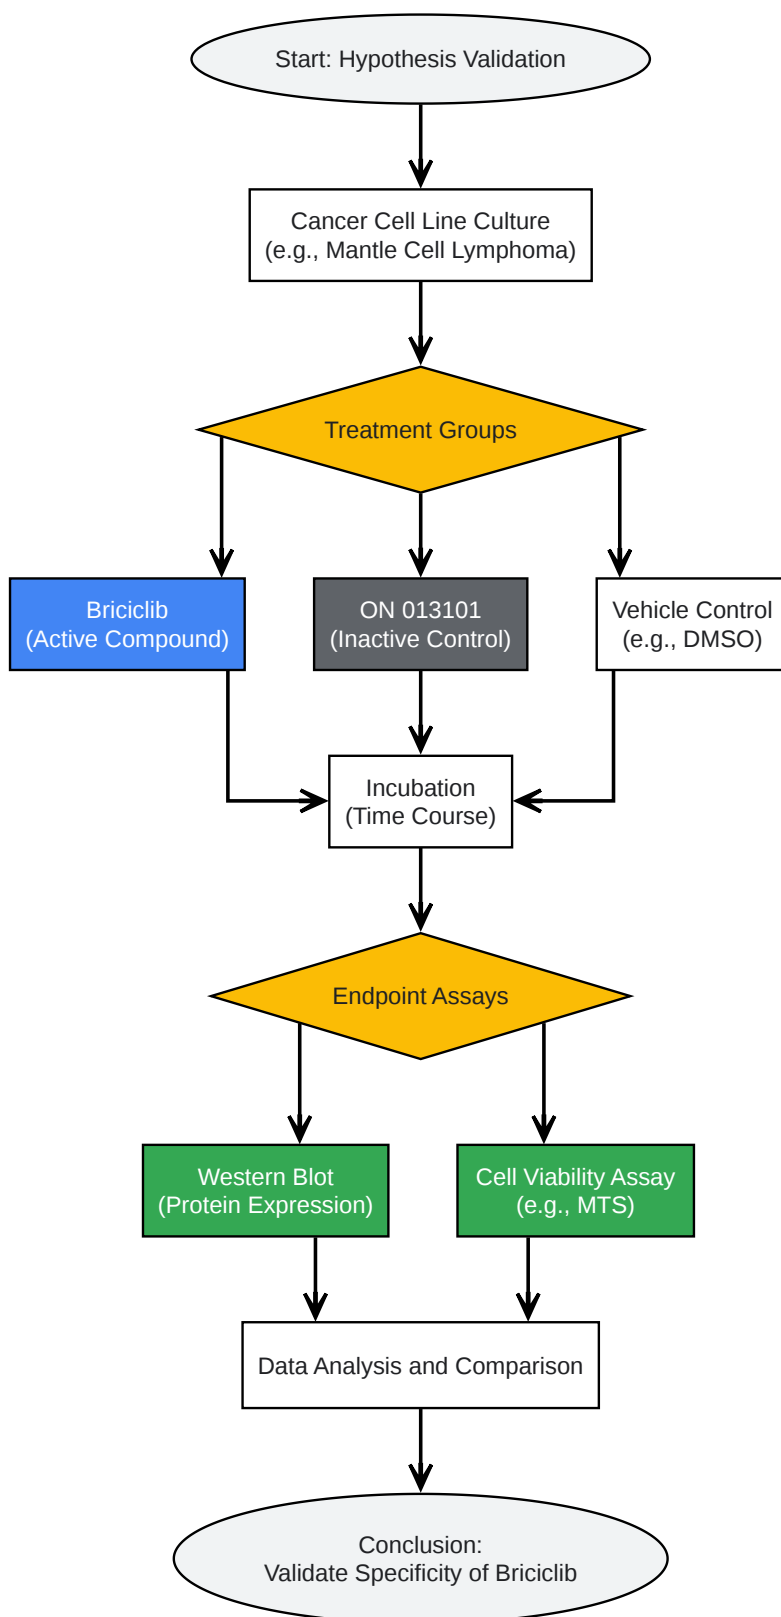 Start: Hypothesis Validation
Cancer Cell Line Culture
(e.g., Mantle Cell Lymphoma)
Treatment Groups
Briciclib
(Active Compound)
ON 013101
(Inactive Control)
Vehicle Control
(e.g., DMSO)
Incubation
(Time Course)
Endpoint Assays
Western Blot
(Protein Expression)
Cell Viability Assay
(e.g., MTS)
Data Analysis and Comparison
Conclusion:
Validate Specificity of Briciclib